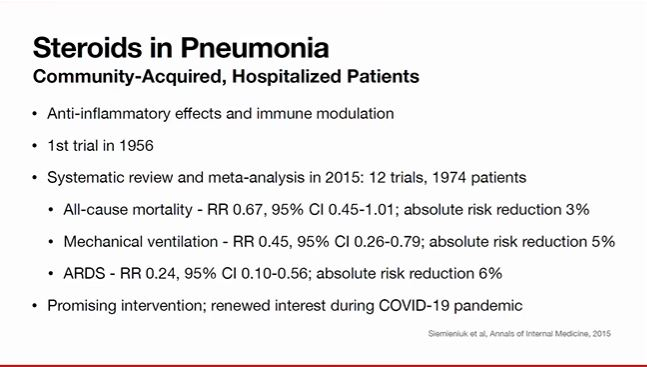 Steroids in Pneumonia
Community-Acquired, Hospitalized Patients
• Anti-inflammatory effects and immune modulation
• 1st trial in 1956
• Systematic review and meta-analysis in 2015: 12 trials, 1974 patients
• All-cause mortality - RR 0.67, 95% CI 0.45-1.01; absolute risk reduction 3%
• Mechanical ventilation - RR 0.45, 95% CI 0.26-0.79; absolute risk reduction 5%
• ARDS - RR 0.24, 95% CI 0.10-0.56; absolute risk reduction 6%
• Promising intervention; renewed interest during COVID-19 pandemic
Siemieniuk et al, Annals of Internal Medicine, 2015